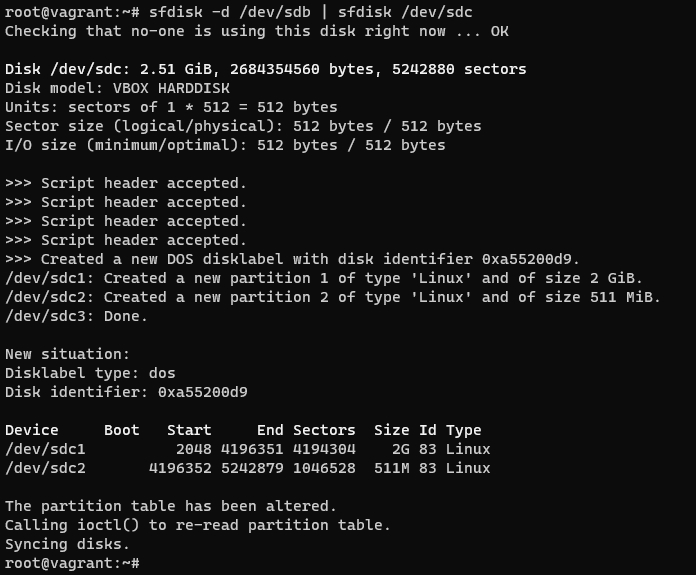 root@vagrant:~# sfdisk -d /dev/sdb | sfdisk /dev/sdc
Checking that no-one is using this disk right now ... OK
Disk /dev/sdc: 2.51 GiB, 2684354560 bytes, 5242880 sectors
Disk model: VBOX HARDDISK
Units: sectors of 1 * 512 = 512 bytes
Sector size (logical/physical): 512 bytes / 512 bytes
I/O size (minimum/optimal): 512 bytes / 512 bytes
>>> Script header accepted.
>>> Script header accepted.
>>> Script header accepted.
>>> Script header accepted.
>>> Created a new DOS disklabel with disk identifier 0xa55200d9.
/dev/sdc1: Created a new partition 1 of type 'Linux' and of size 2 GiB.
/dev/sdc2: Created a new partition 2 of type 'Linux' and of size 511 MiB.
/dev/sdc3: Done.
New situation:
Disklabel type: dos
Disk identifier: 0xa55200d9
Device     Boot   Start     End Sectors  Size Id Type
/dev/sdc1          2048 4196351 4194304    2G 83 Linux
/dev/sdc2       4196352 5242879 1046528  511M 83 Linux
The partition table has been altered.
Calling ioctl() to re-read partition table.
Syncing disks.
root@vagrant:~#